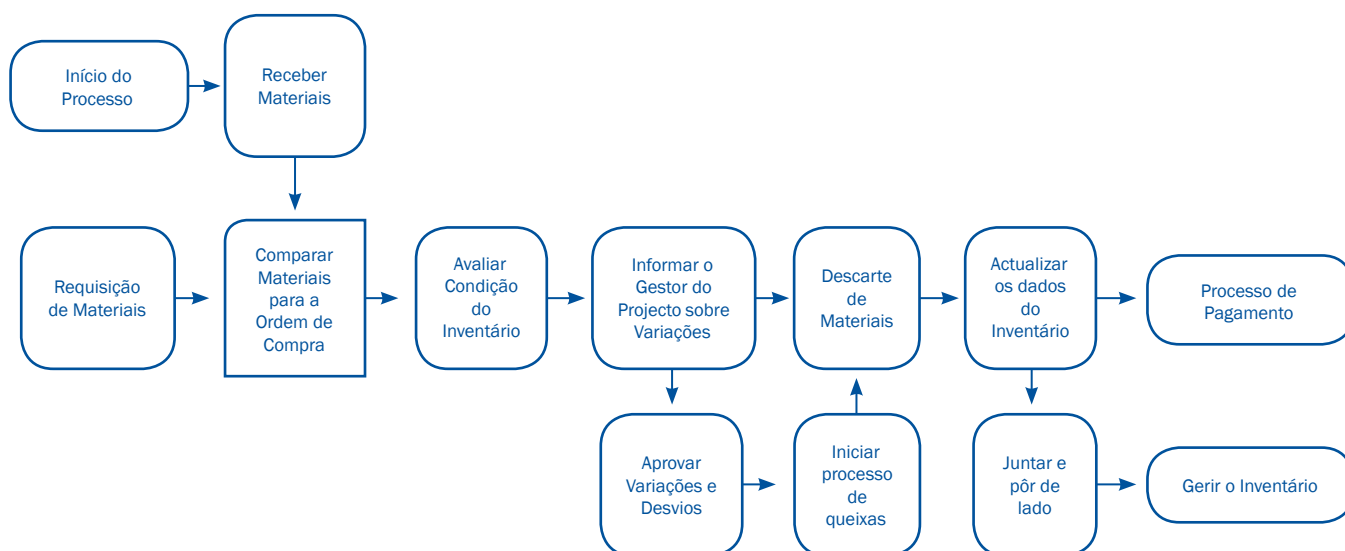 Início do
Processo
Receber
Materiais
Requisição
de Materiais
Comparar
Materiais
para a
Ordem de
Compra
Avaliar
Condição
do
Inventário
Informar o
Gestor do
Projecto sobre
Variações
Descarte
de
Materiais
Actualizar
os dados
do
Inventário
Processo de
Pagamento
Aprovar
Variações e
Desvios
Iniciar
processo
de
queixas
Juntar e
pôr de
lado
Gerir o Inventário